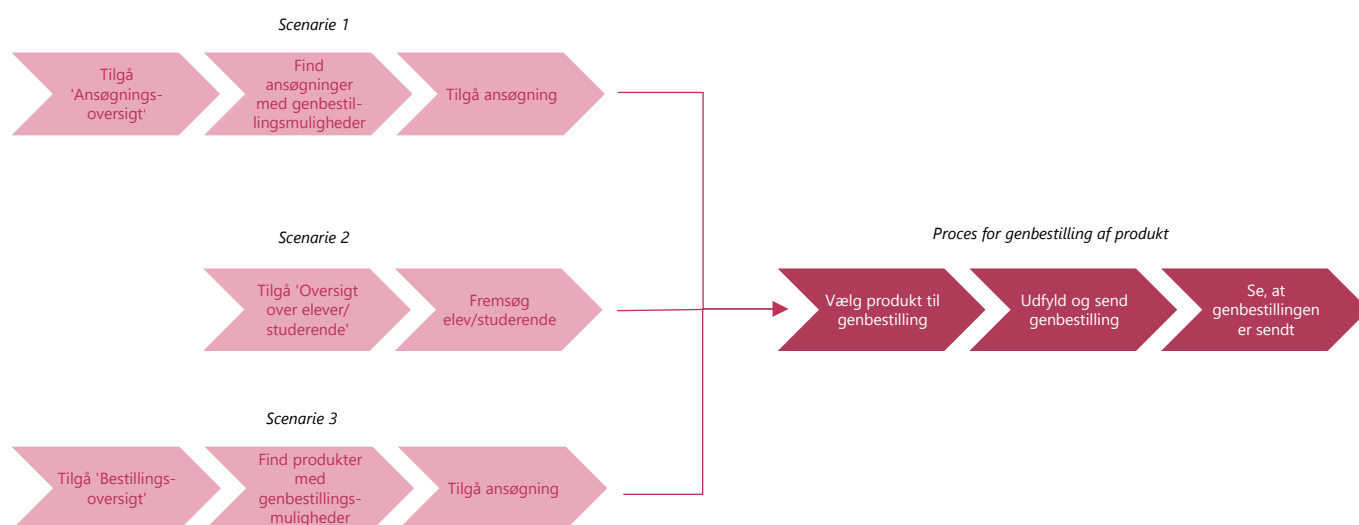 Scenarie 1
Tilgå
'Ansøgnings-
oversigt'
Find
ansøgninger
med genbestil-
lingsmuligheder
Tilgå ansøgning
Scenarie 2
Tilgå 'Oversigt
over elever/
studerende'
Fremsøg
elev/studerende
Proces for genbestilling af produkt
Vælg produkt til
genbestilling
Udfyld og send
genbestilling
Se, at
genbestillingen
er sendt
Scenarie 3
Tilgå 'Bestillings-
oversigt'
Find produkter
med
genbestillings-
muligheder
Tilgå ansøgning